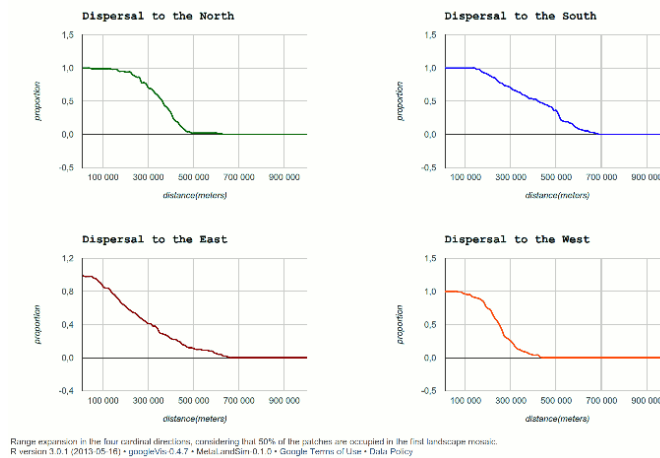 Dispersal to the North
1,5
1,0
0,5
0,0
-0,5
proportion
100 000 300 000 500 000 700 000 900 000
distance(meters)
Dispersal to the South
1,5
1,0
0,5
0,0
-0,5
proportion
100 000 300 000 500 000 700 000 900 000
distance(meters)
Dispersal to the East
1,2
0,8
0,4
0,0
-0,4
proportion
100 000 300 000 500 000 700 000 900 000
distance(meters)
Dispersal to the West
1,5
1,0
0,5
0,0
-0,5
proportion
100 000 300 000 500 000 700 000 900 000
distance(meters)
Range expansion in the four cardinal directions, considering that 50% of the patches are occupied in the first landscape mosaic.
R version 3.0.1 (2013-05-16) • googleVis-0.4.7 • MetaLandSim-0.1.0 • Google Terms of Use • Data Policy